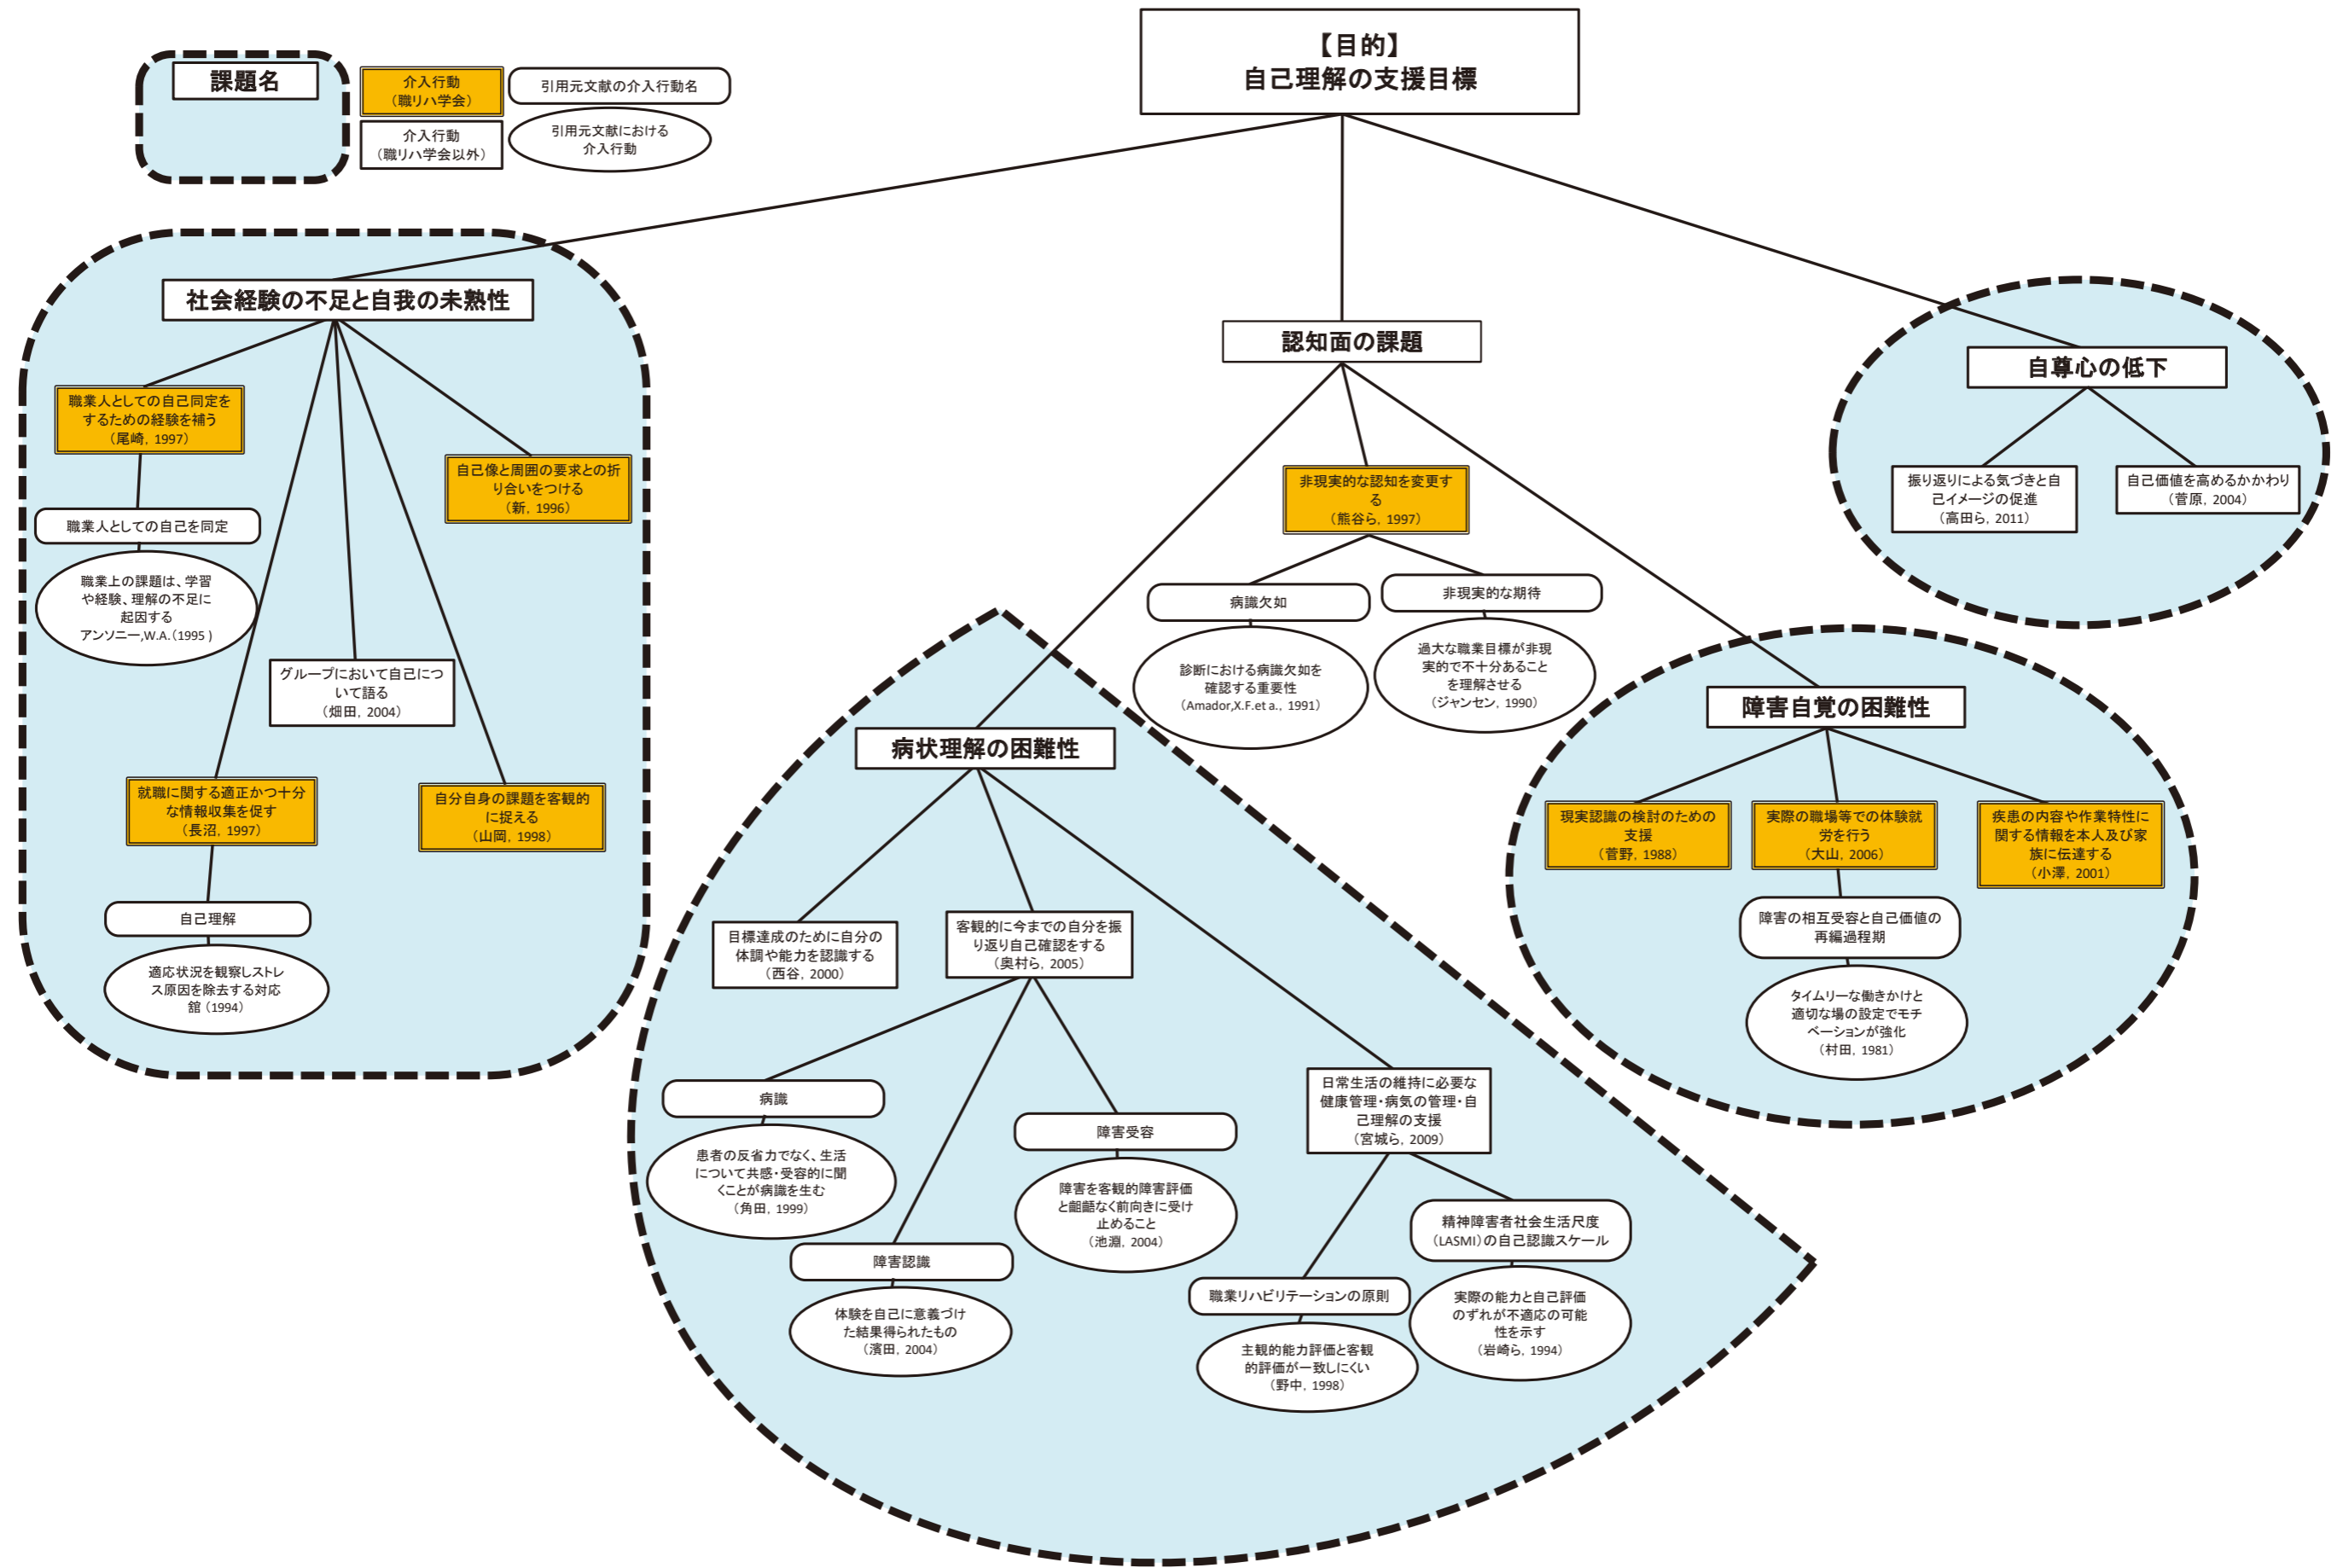 【目的】
自己理解の支援目標
課題名
介入行動
（職リハ学会）
引用元文献の介入行動名
介入行動
（職リハ学会以外）
引用元文献における
介入行動
社会経験の不足と自我の未熟性
職業人としての自己同定を
するための経験を補う
（尾崎, 1997）
職業人としての自己を同定
職業上の課題は、学習
や経験、理解の不足に
起因する
アンソニー,W.A.（1995 )
自己像と周囲の要求との折
り合いをつける
（新, 1996）
グループにおいて自己につ
いて語る
（畑田, 2004）
就職に関する適正かつ十分
な情報収集を促す
（長沼, 1997）
自己理解
適応状況を観察しストレ
ス原因を除去する対応
舘（1994）
自分自身の課題を客観的
に捉える
（山岡, 1998）
認知面の課題
非現実的な認知を変更す
る
（熊谷ら, 1997）
病識欠如
診断における病識欠如を
確認する重要性
（Amador,X.F.et a., 1991）
非現実的な期待
過大な職業目標が非現
実的で不十分あること
を理解させる
（ジャンセン, 1990）
病状理解の困難性
目標達成のために自分の
体調や能力を認識する
（西谷, 2000）
客観的に今までの自分を振
り返り自己確認をする
（奥村ら, 2005）
病識
患者の反省力でなく、生活
について共感・受容的に聞
くことが病識を生む
（角田, 1999）
障害認識
体験を自己に意義づけ
た結果得られたもの
（濱田, 2004）
障害受容
障害を客観的障害評価
と齟齬なく前向きに受け
止めること
（池淵, 2004）
日常生活の維持に必要な
健康管理・病気の管理・自
己理解の支援
（宮城ら, 2009）
職業リハビリテーションの原則
主観的能力評価と客観
的評価が一致しにくい
（野中, 1998）
精神障害者社会生活尺度
（LASMI）の自己認識スケール
実際の能力と自己評価
のずれが不適応の可能
性を示す
（岩崎ら, 1994）
障害自覚の困難性
現実認識の検討のための
支援
（菅野, 1988）
実際の職場等での体験就
労を行う
（大山, 2006）
障害の相互受容と自己価値の
再編過程期
タイムリーな働きかけと
適切な場の設定でモチ
ベーションが強化
（村田, 1981）
疾患の内容や作業特性に
関する情報を本人及び家
族に伝達する
（小澤, 2001）
自尊心の低下
振り返りによる気づきと自
己イメージの促進
（高田ら, 2011）
自己価値を高めるかかわり
（菅原, 2004）